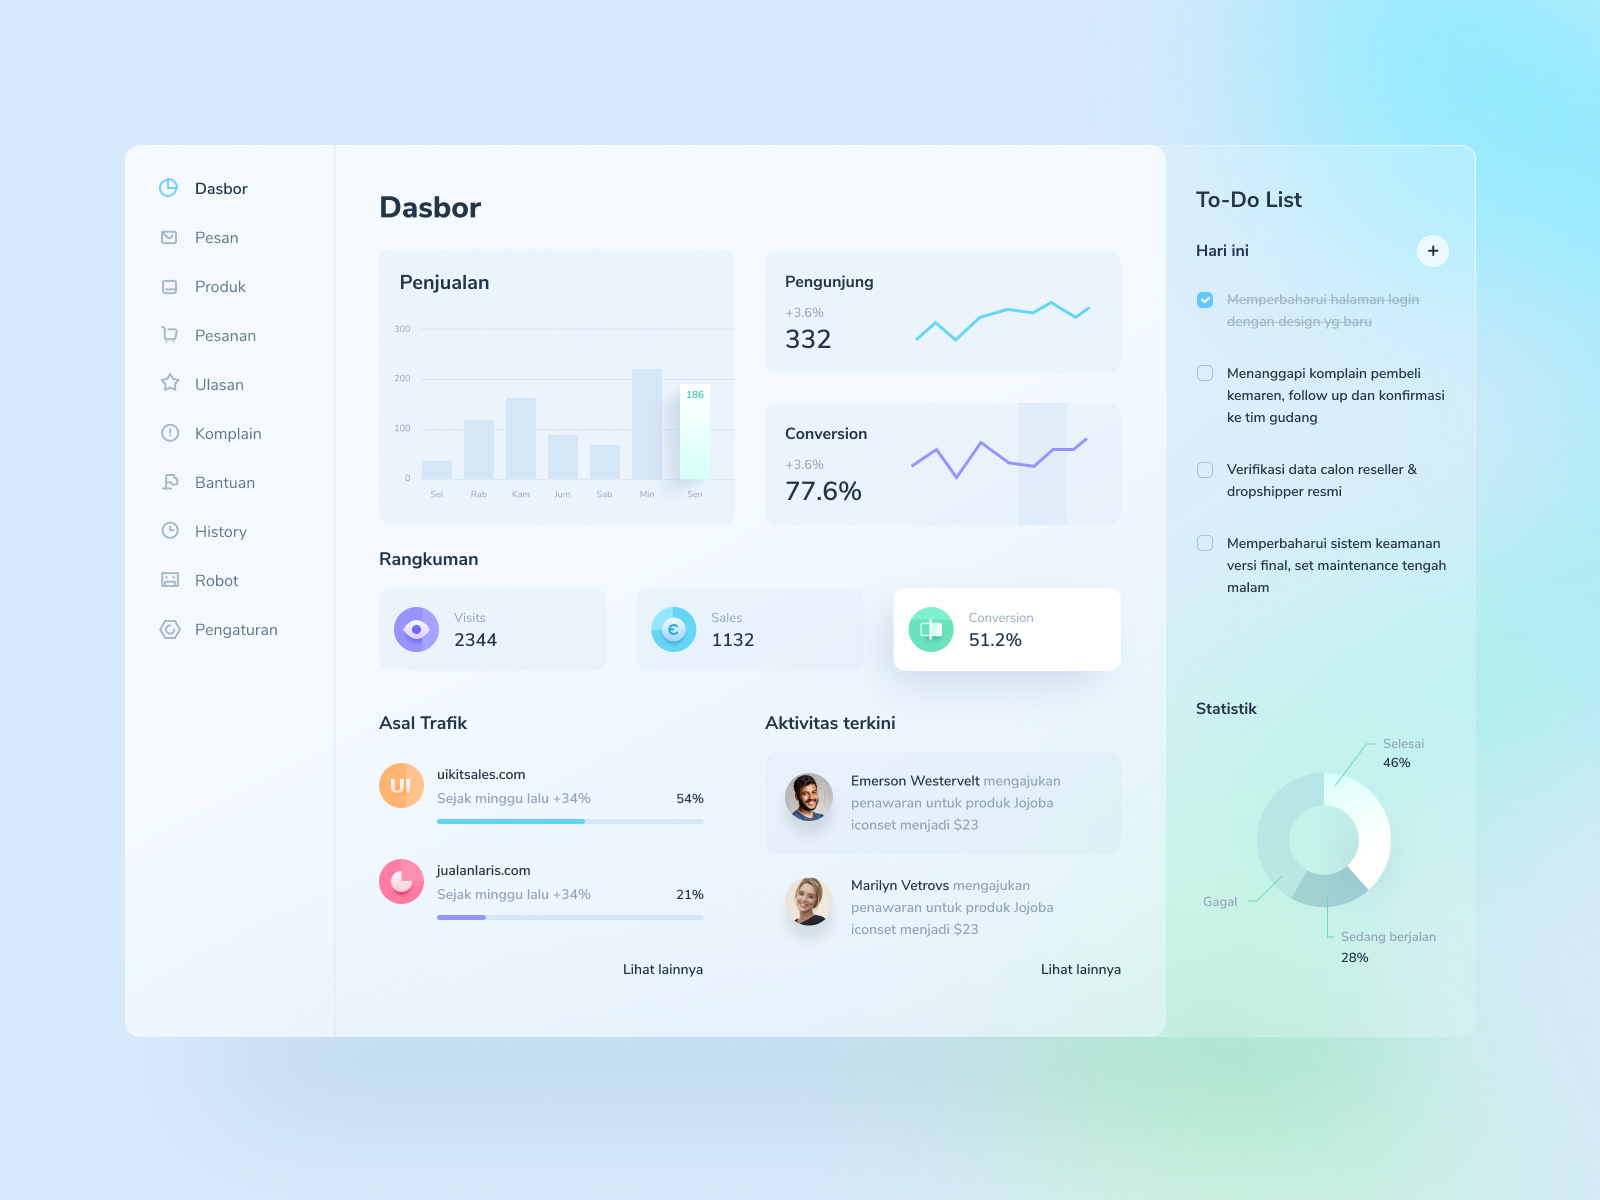 Dasbor
Pesan
Produk
Pesanan
Ulasan
Komplain
Bantuan
History
Robot
Pengaturan
Dasbor
Penjualan
300
200
100
0
186
Sel
Rab
Kam
Jum
Sab
Min
Sen
Pengunjung
+3.6%
332
Conversion
+3.6%
77.6%
Rangkuman
Visits
2344
Sales
1132
Conversion
51.2%
Asal Trafik
UI
uikitsales.com
Sejak minggu lalu +34%
54%
jualanlaris.com
Sejak minggu lalu +34%
21%
Lihat lainnya
Aktivitas terkini
Emerson Westervelt mengajukan
penawaran untuk produk Jojoba
iconset menjadi $23
Marilyn Vetrovs mengajukan
penawaran untuk produk Jojoba
iconset menjadi $23
Lihat lainnya
To-Do List
Hari ini
Memperbaharui halaman login
dengan design yg baru
Menanggapi komplain pembeli
kemaren, follow up dan konfirmasi
ke tim gudang
Verifikasi data calon reseller &
dropshipper resmi
Memperbaharui sistem keamanan
versi final, set maintenance tengah
malam
Statistik
Selesai
46%
Gagal
Sedang berjalan
28%